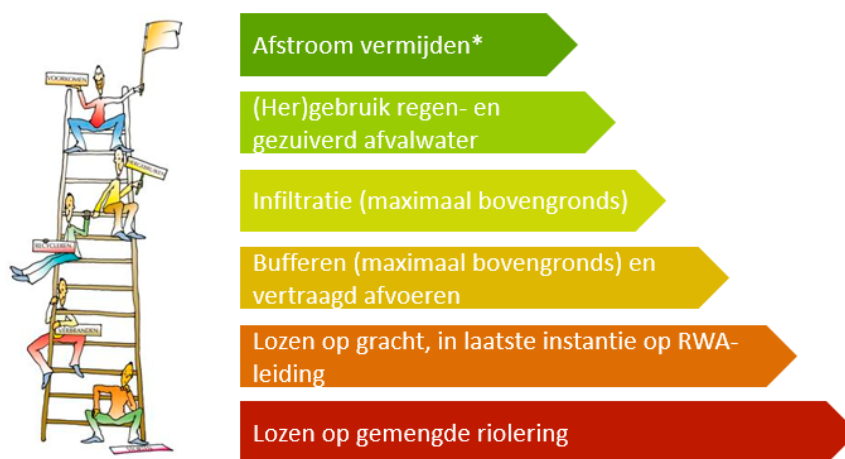 Afstroom vermijden*
(Her)gebruik regen- en
gezuiverd afvalwater
Infiltratie (maximaal bovengronds)
Bufferen (maximaal bovengronds) en
vertraagd afvoeren
Lozen op gracht, in laatste instantie op RWA-
leiding
Lozen op gemengde riolering
VOORKOMEN
HERGEBRUIKEN
RECYCLEREN
VERBRANDEN